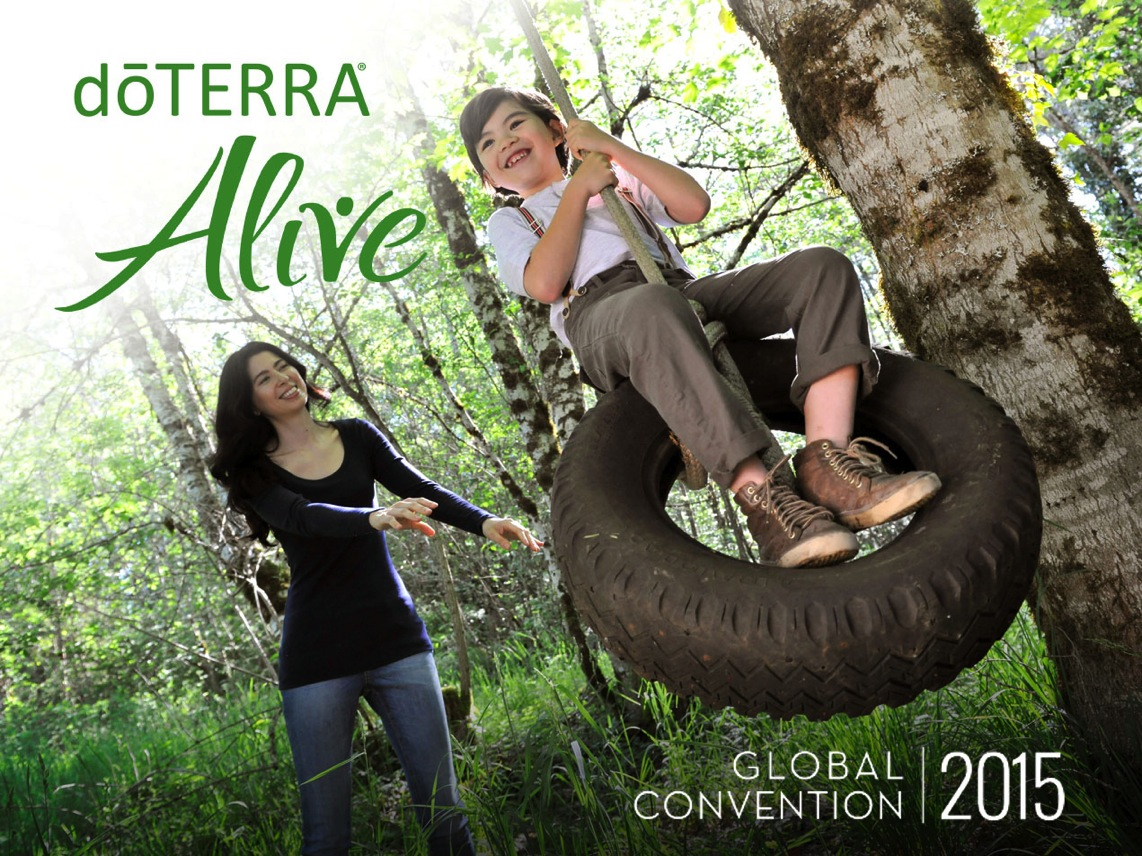 dōTERRA®
Alive
GLOBAL
CONVENTION
2015